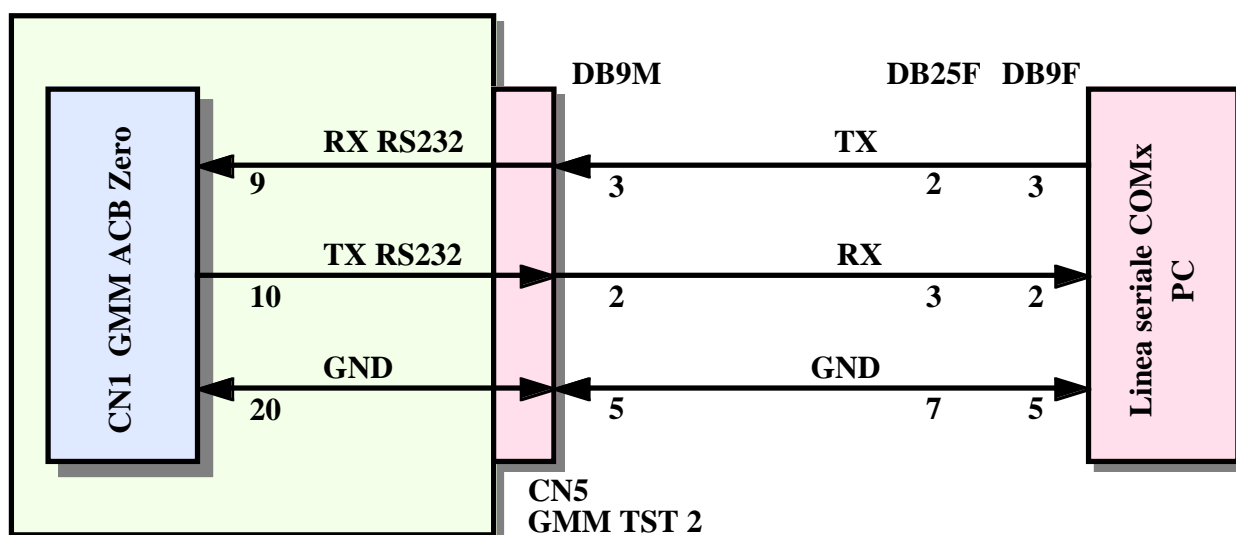 DB9M DB25F DB9F
RX RS232 TX
9 3 2 3
TX RS232 RX
10 2 3 2
GND GND
20 5 7 5
CN1 GMM ACB Zero
Linea seriale COMx
PC
CN5
GMM TST 2